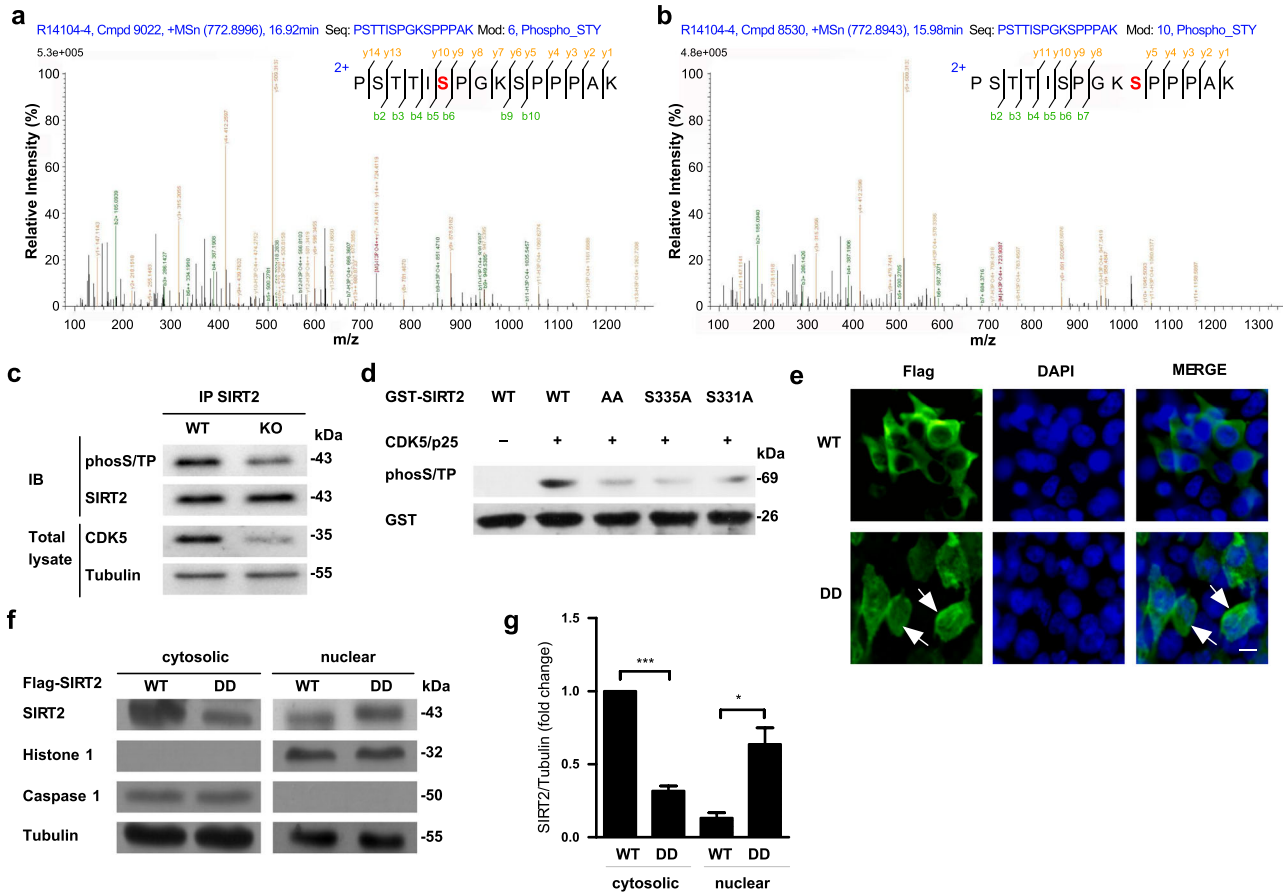 a
R14104-4, Cmpd 9022, +MSn (772.8996), 16.92min Seq: PSTTISPGKSPPPAK Mod: 6, Phospho_STY
5.3e+005
y14 y13 y10 y9 y8 y7 y6 y5 y4 y3 y2 y1
2+
P S T T I S P G K S P P P A K
b2 b3 b4 b5 b6 b9 b10
Relative Intensity (%)
100
80
60
40
20
0
100 200 300 400 500 600 700 800 900 1000 1100 1200
m/z
b
R14104-4, Cmpd 8530, +MSn (772.8943), 15.98min Seq: PSTTISPGKSPPPAK Mod: 10, Phospho_STY
4.8e+005
y11 y10 y9 y8 y5 y4 y3 y2 y1
2+
P S T T I S P G K S P P P A K
b2 b3 b4 b5 b6 b7
Relative Intensity (%)
100
80
60
40
20
0
100 200 300 400 500 600 700 800 900 1000 1100 1200 1300
m/z
c
IP SIRT2
WT KO
kDa
IB
phosS/TP -43
SIRT2 -43
Total lysate
CDK5 -35
Tubulin -55
d
GST-SIRT2 WT WT AA S335A S331A
CDK5/p25 – + + + +
kDa
phosS/TP -69
GST -26
e
Flag DAPI MERGE
WT
DD
f
cytosolic nuclear
Flag-SIRT2 WT DD WT DD kDa
SIRT2 -43
Histone 1 -32
Caspase 1 -50
Tubulin -55
g
SIRT2/Tubulin (fold change)
1.5
1.0
0.5
0.0
***
*
WT DD WT DD
cytosolic nuclear